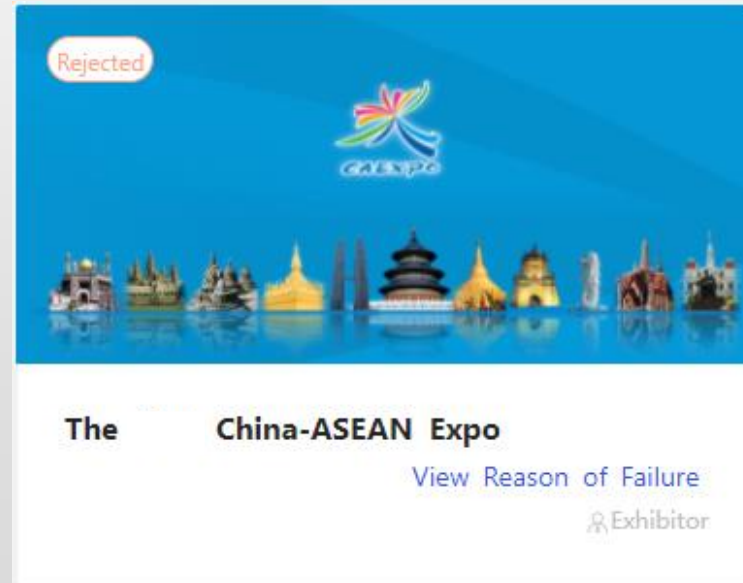 Rejected
CAEXPO
The China-ASEAN Expo
View Reason of Failure
Exhibitor